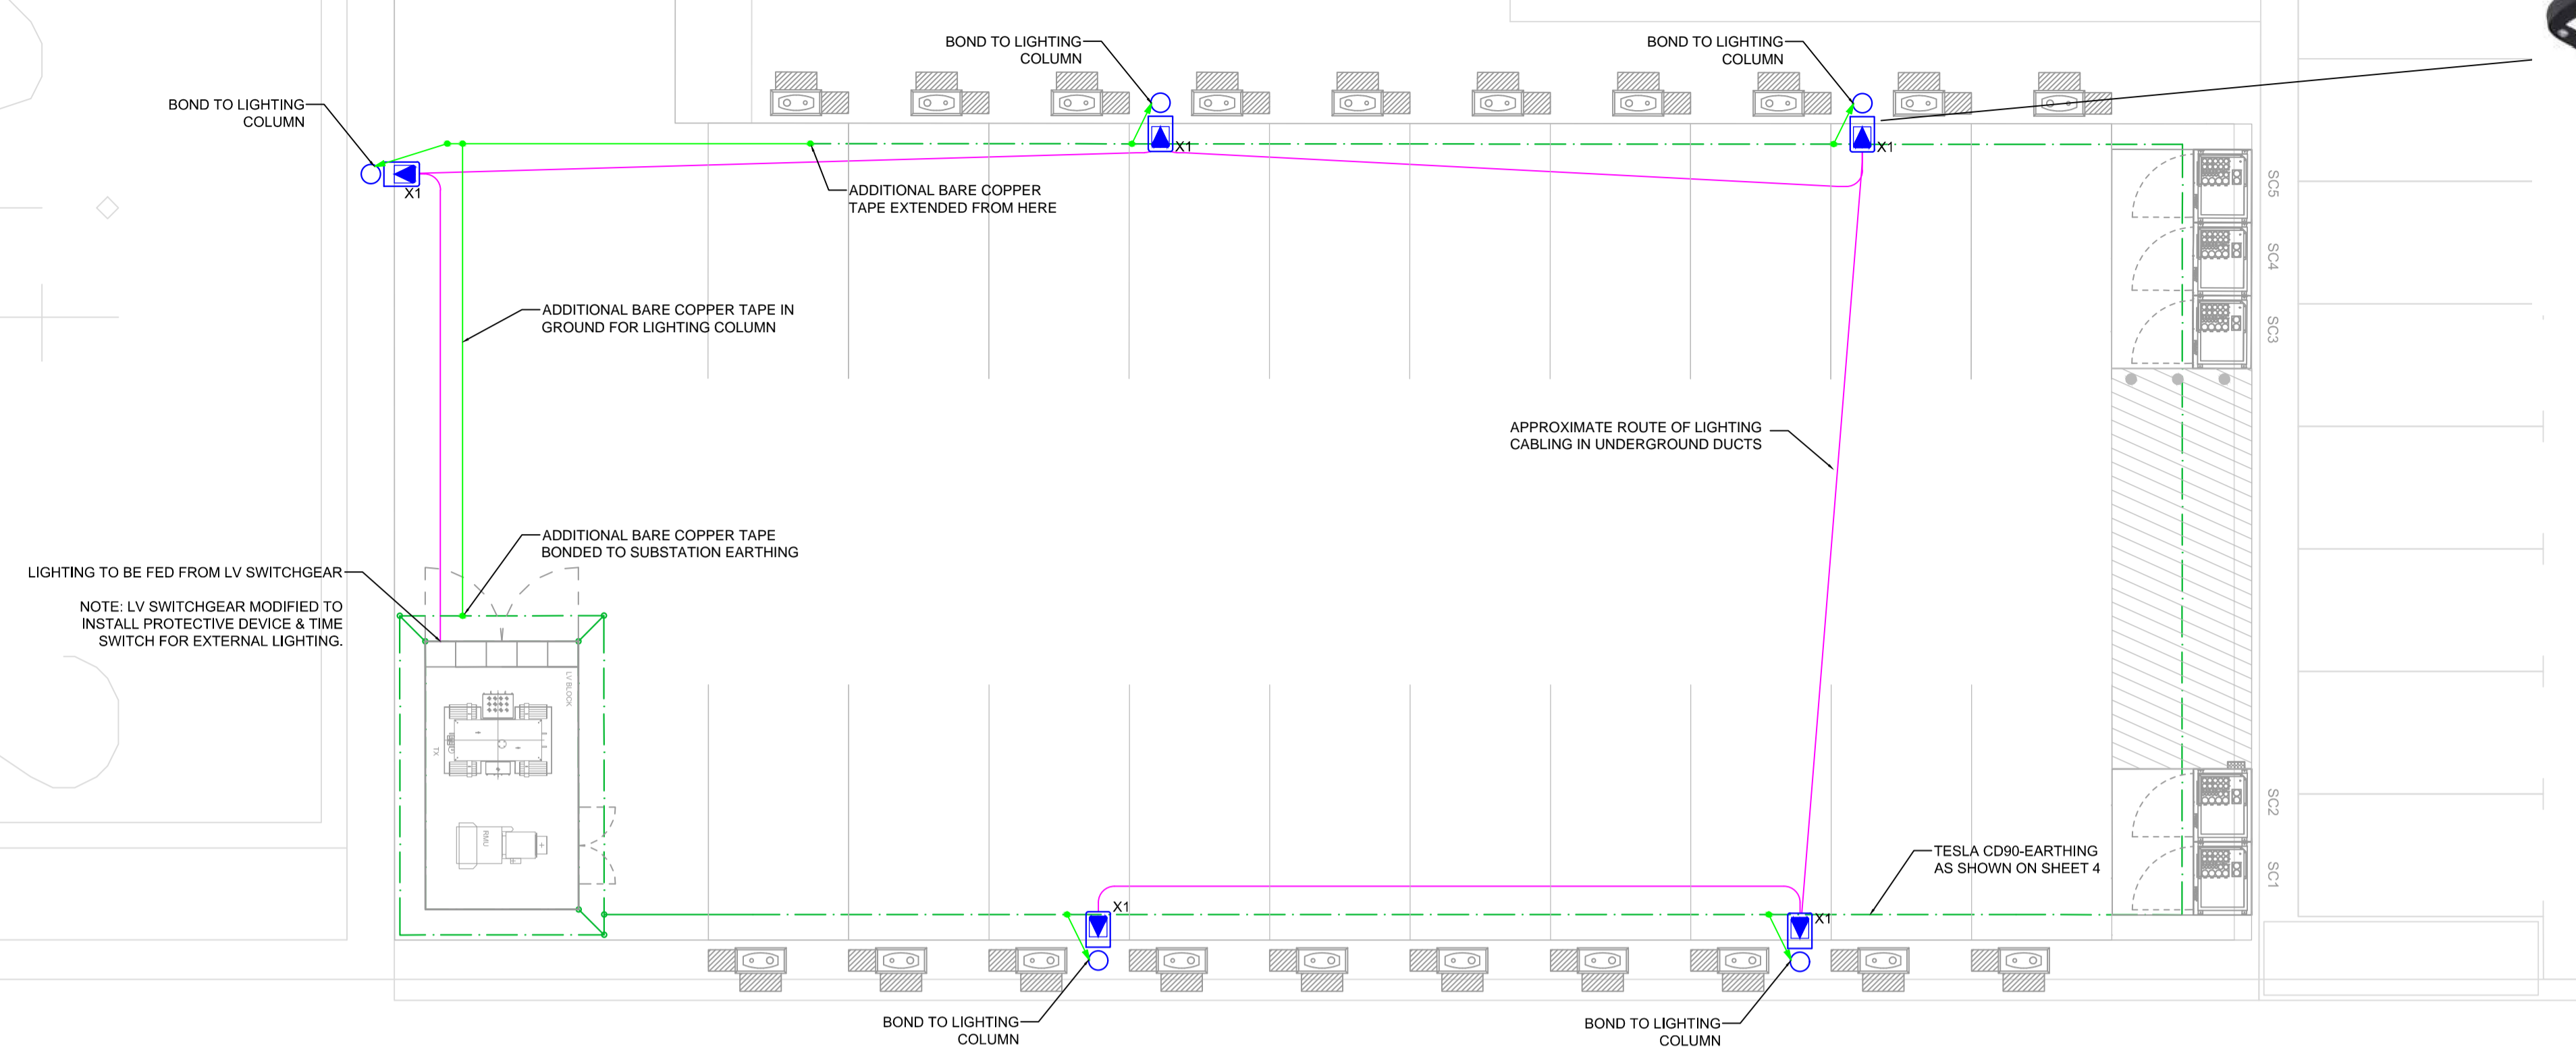 BOND TO LIGHTING
COLUMN
BOND TO LIGHTING
COLUMN
BOND TO LIGHTING
COLUMN
X1
X1
X1
ADDITIONAL BARE COPPER
TAPE EXTENDED FROM HERE
SC5
SC4
SC3
ADDITIONAL BARE COPPER TAPE IN
GROUND FOR LIGHTING COLUMN
APPROXIMATE ROUTE OF LIGHTING
CABLING IN UNDERGROUND DUCTS
ADDITIONAL BARE COPPER TAPE
BONDED TO SUBSTATION EARTHING
LIGHTING TO BE FED FROM LV SWITCHGEAR
NOTE: LV SWITCHGEAR MODIFIED TO
INSTALL PROTECTIVE DEVICE & TIME
SWITCH FOR EXTERNAL LIGHTING.
LV BLOCK
TX
RMU
SC2
SC1
TESLA CD90-EARTHING
AS SHOWN ON SHEET 4
X1
X1
BOND TO LIGHTING
COLUMN
BOND TO LIGHTING
COLUMN